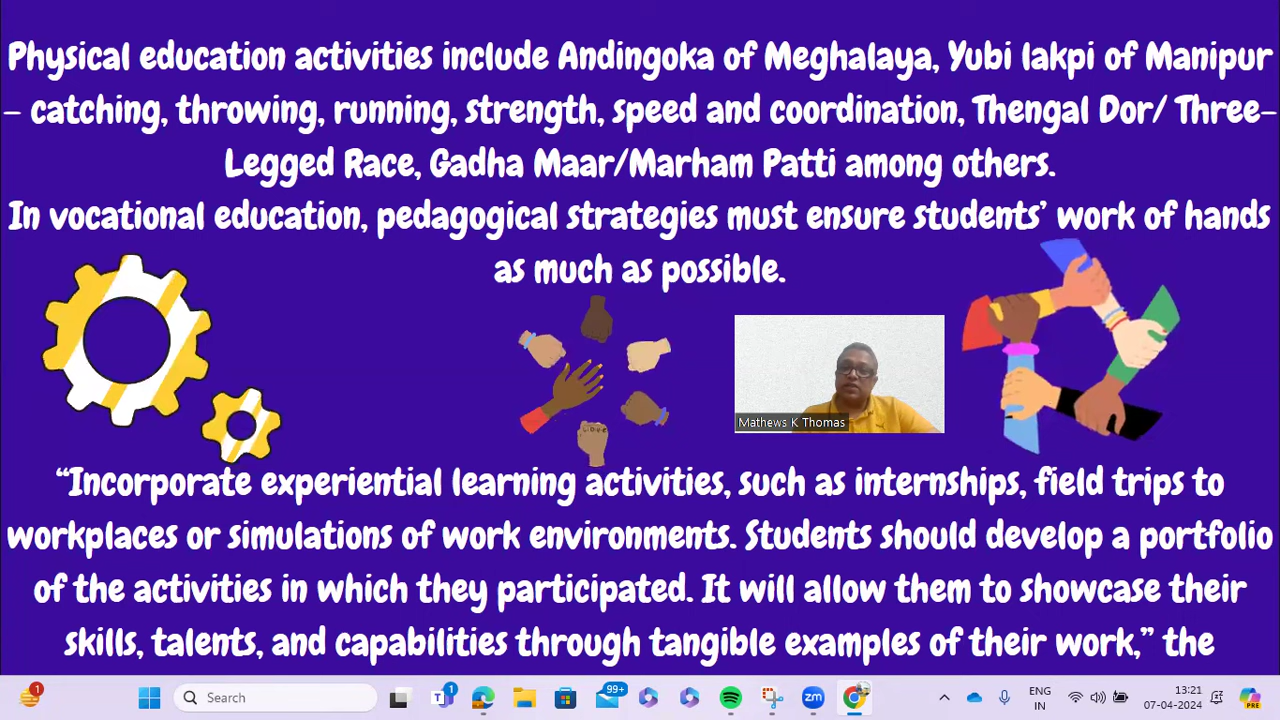 Physical education activities include Andingoka of Meghalaya, Yubi lakpi of Manipur
– catching, throwing, running, strength, speed and coordination, Thengal Dor/ Three-
Legged Race, Gadha Maar/Marham Patti among others.
In vocational education, pedagogical strategies must ensure students’ work of hands
as much as possible.
LOVE
Mathews K Thomas
“Incorporate experiential learning activities, such as internships, field trips to
workplaces or simulations of work environments. Students should develop a portfolio
of the activities in which they participated. It will allow them to showcase their
skills, talents, and capabilities through tangible examples of their work,” the
1
Search
T 1
99+
zm
ENG
IN
13:21
07-04-2024
PRE